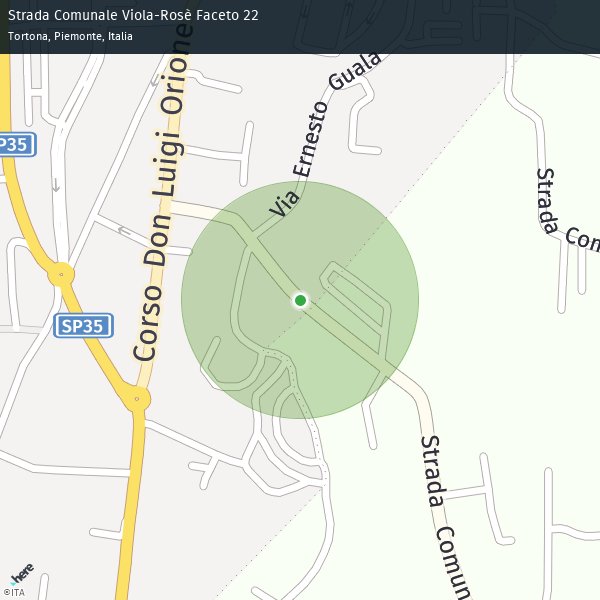 Strada Comunale Viola-Rosè Faceto 22
Tortona, Piemonte, Italia
Corso Don Luigi Orione
Via Ernesto Guala
P35
Strada Com
SP35
Strada Comun
here
©ITA